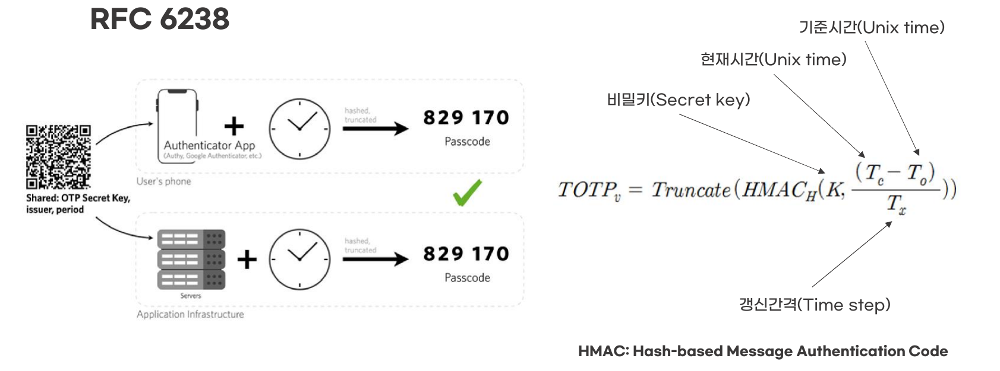 RFC 6238
Shared: OTP Secret Key,
issuer, period
Authenticator App
(Authy, Google Authenticator, etc.)
User's phone
hashed,
truncated
829 170
Passcode
Servers
Application Infrastructure
hashed,
truncated
829 170
Passcode
기준시간(Unix time)
현재시간(Unix time)
비밀키(Secret key)
TOTPᵥ = Truncate(HMAC_H(K, (T_c − T_o) / T_x))
갱신간격(Time step)
HMAC: Hash-based Message Authentication Code